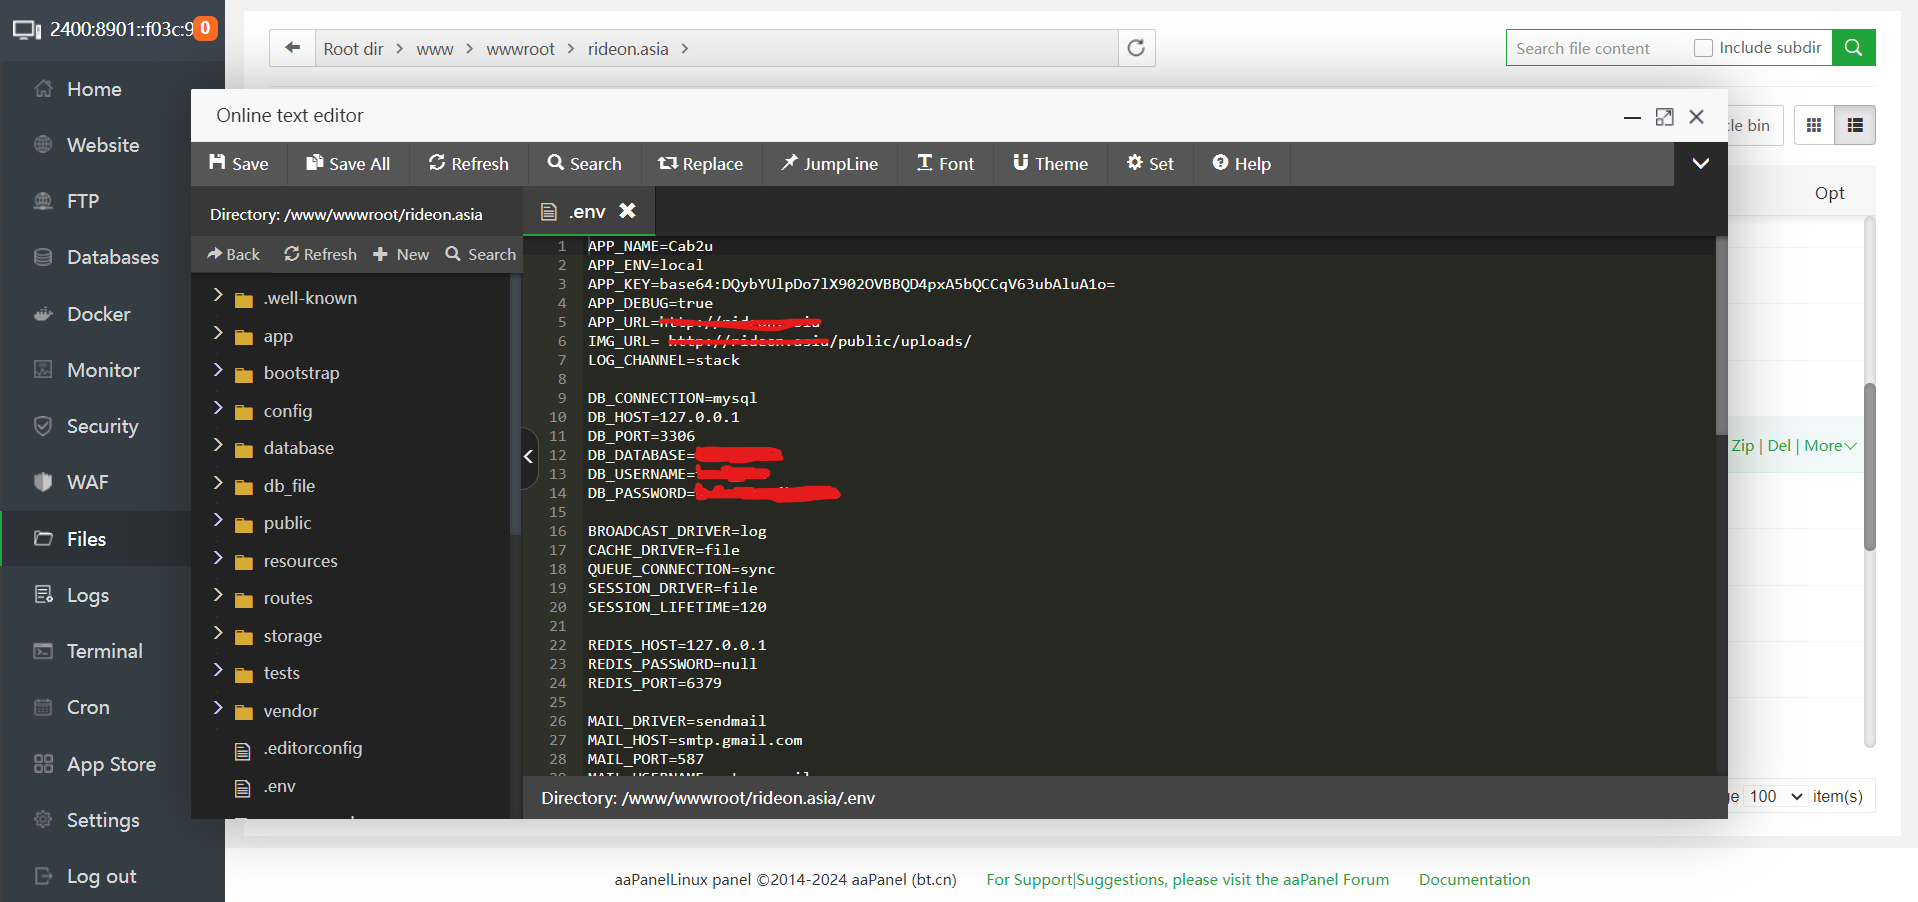 2400:8901::f03c:9
0
Home
Website
FTP
Databases
Docker
Monitor
Security
WAF
Files
Logs
Terminal
Cron
App Store
Settings
Log out
Root dir > www > wwwroot > rideon.asia >
Search file content
Include subdir
Online text editor
Save
Save All
Refresh
Search
Replace
JumpLine
Font
Theme
Set
Help
Directory: /www/wwwroot/rideon.asia
Back
Refresh
New
Search
.well-known
app
bootstrap
config
database
db_file
public
resources
routes
storage
tests
vendor
.editorconfig
.env
.env
1 APP_NAME=Cab2u
2 APP_ENV=local
3 APP_KEY=base64:DQybYUlpDo7lX902OVBBQD4pxA5bQCCqV63ubAluA1o=
4 APP_DEBUG=true
5 APP_URL=
6 IMG_URL= /public/uploads/
7 LOG_CHANNEL=stack
8
9 DB_CONNECTION=mysql
10 DB_HOST=127.0.0.1
11 DB_PORT=3306
12 DB_DATABASE=
13 DB_USERNAME=
14 DB_PASSWORD=
15
16 BROADCAST_DRIVER=log
17 CACHE_DRIVER=file
18 QUEUE_CONNECTION=sync
19 SESSION_DRIVER=file
20 SESSION_LIFETIME=120
21
22 REDIS_HOST=127.0.0.1
23 REDIS_PASSWORD=null
24 REDIS_PORT=6379
25
26 MAIL_DRIVER=sendmail
27 MAIL_HOST=smtp.gmail.com
28 MAIL_PORT=587
Directory: /www/wwwroot/rideon.asia/.env
bin
Opt
Zip | Del | More
100
item(s)
aaPanelLinux panel ©2014-2024 aaPanel (bt.cn)
For Support|Suggestions, please visit the aaPanel Forum
Documentation